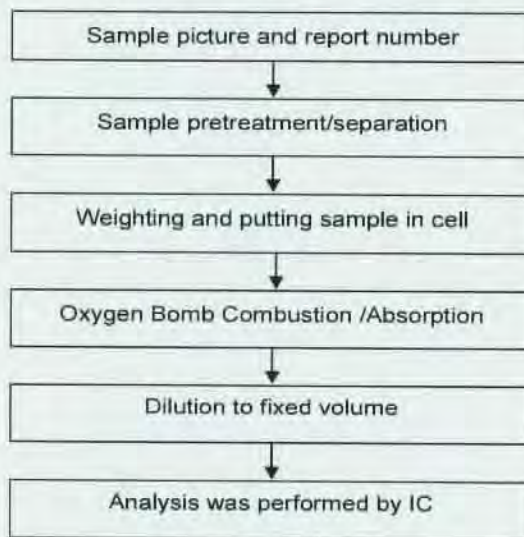 Sample picture and report number
Sample pretreatment/separation
Weighting and putting sample in cell
Oxygen Bomb Combustion /Absorption
Dilution to fixed volume
Analysis was performed by IC